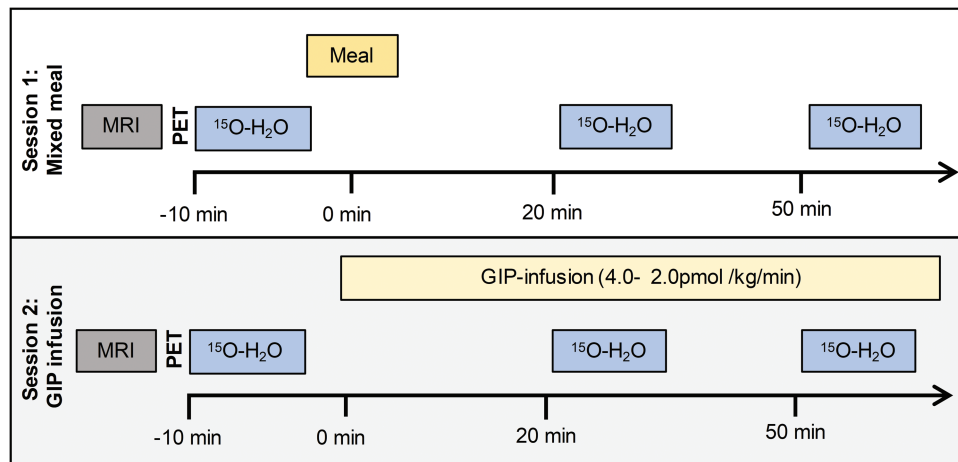 Session 1:
Mixed meal
Meal
MRI
PET
¹⁵O-H₂O
¹⁵O-H₂O
¹⁵O-H₂O
-10 min
0 min
20 min
50 min
Session 2:
GIP infusion
GIP-infusion (4.0- 2.0pmol /kg/min)
MRI
PET
¹⁵O-H₂O
¹⁵O-H₂O
¹⁵O-H₂O
-10 min
0 min
20 min
50 min